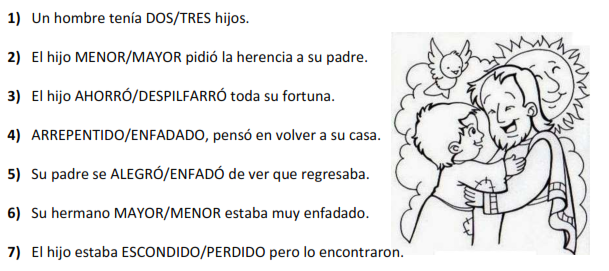 1) Un hombre tenía DOS/TRES hijos.
2) El hijo MENOR/MAYOR pidió la herencia a su padre.
3) El hijo AHORRÓ/DESPILFARRÓ toda su fortuna.
4) ARREPENTIDO/ENFADADO, pensó en volver a su casa.
5) Su padre se ALEGRÓ/ENFADÓ de ver que regresaba.
6) Su hermano MAYOR/MENOR estaba muy enfadado.
7) El hijo estaba ESCONDIDO/PERDIDO pero lo encontraron.